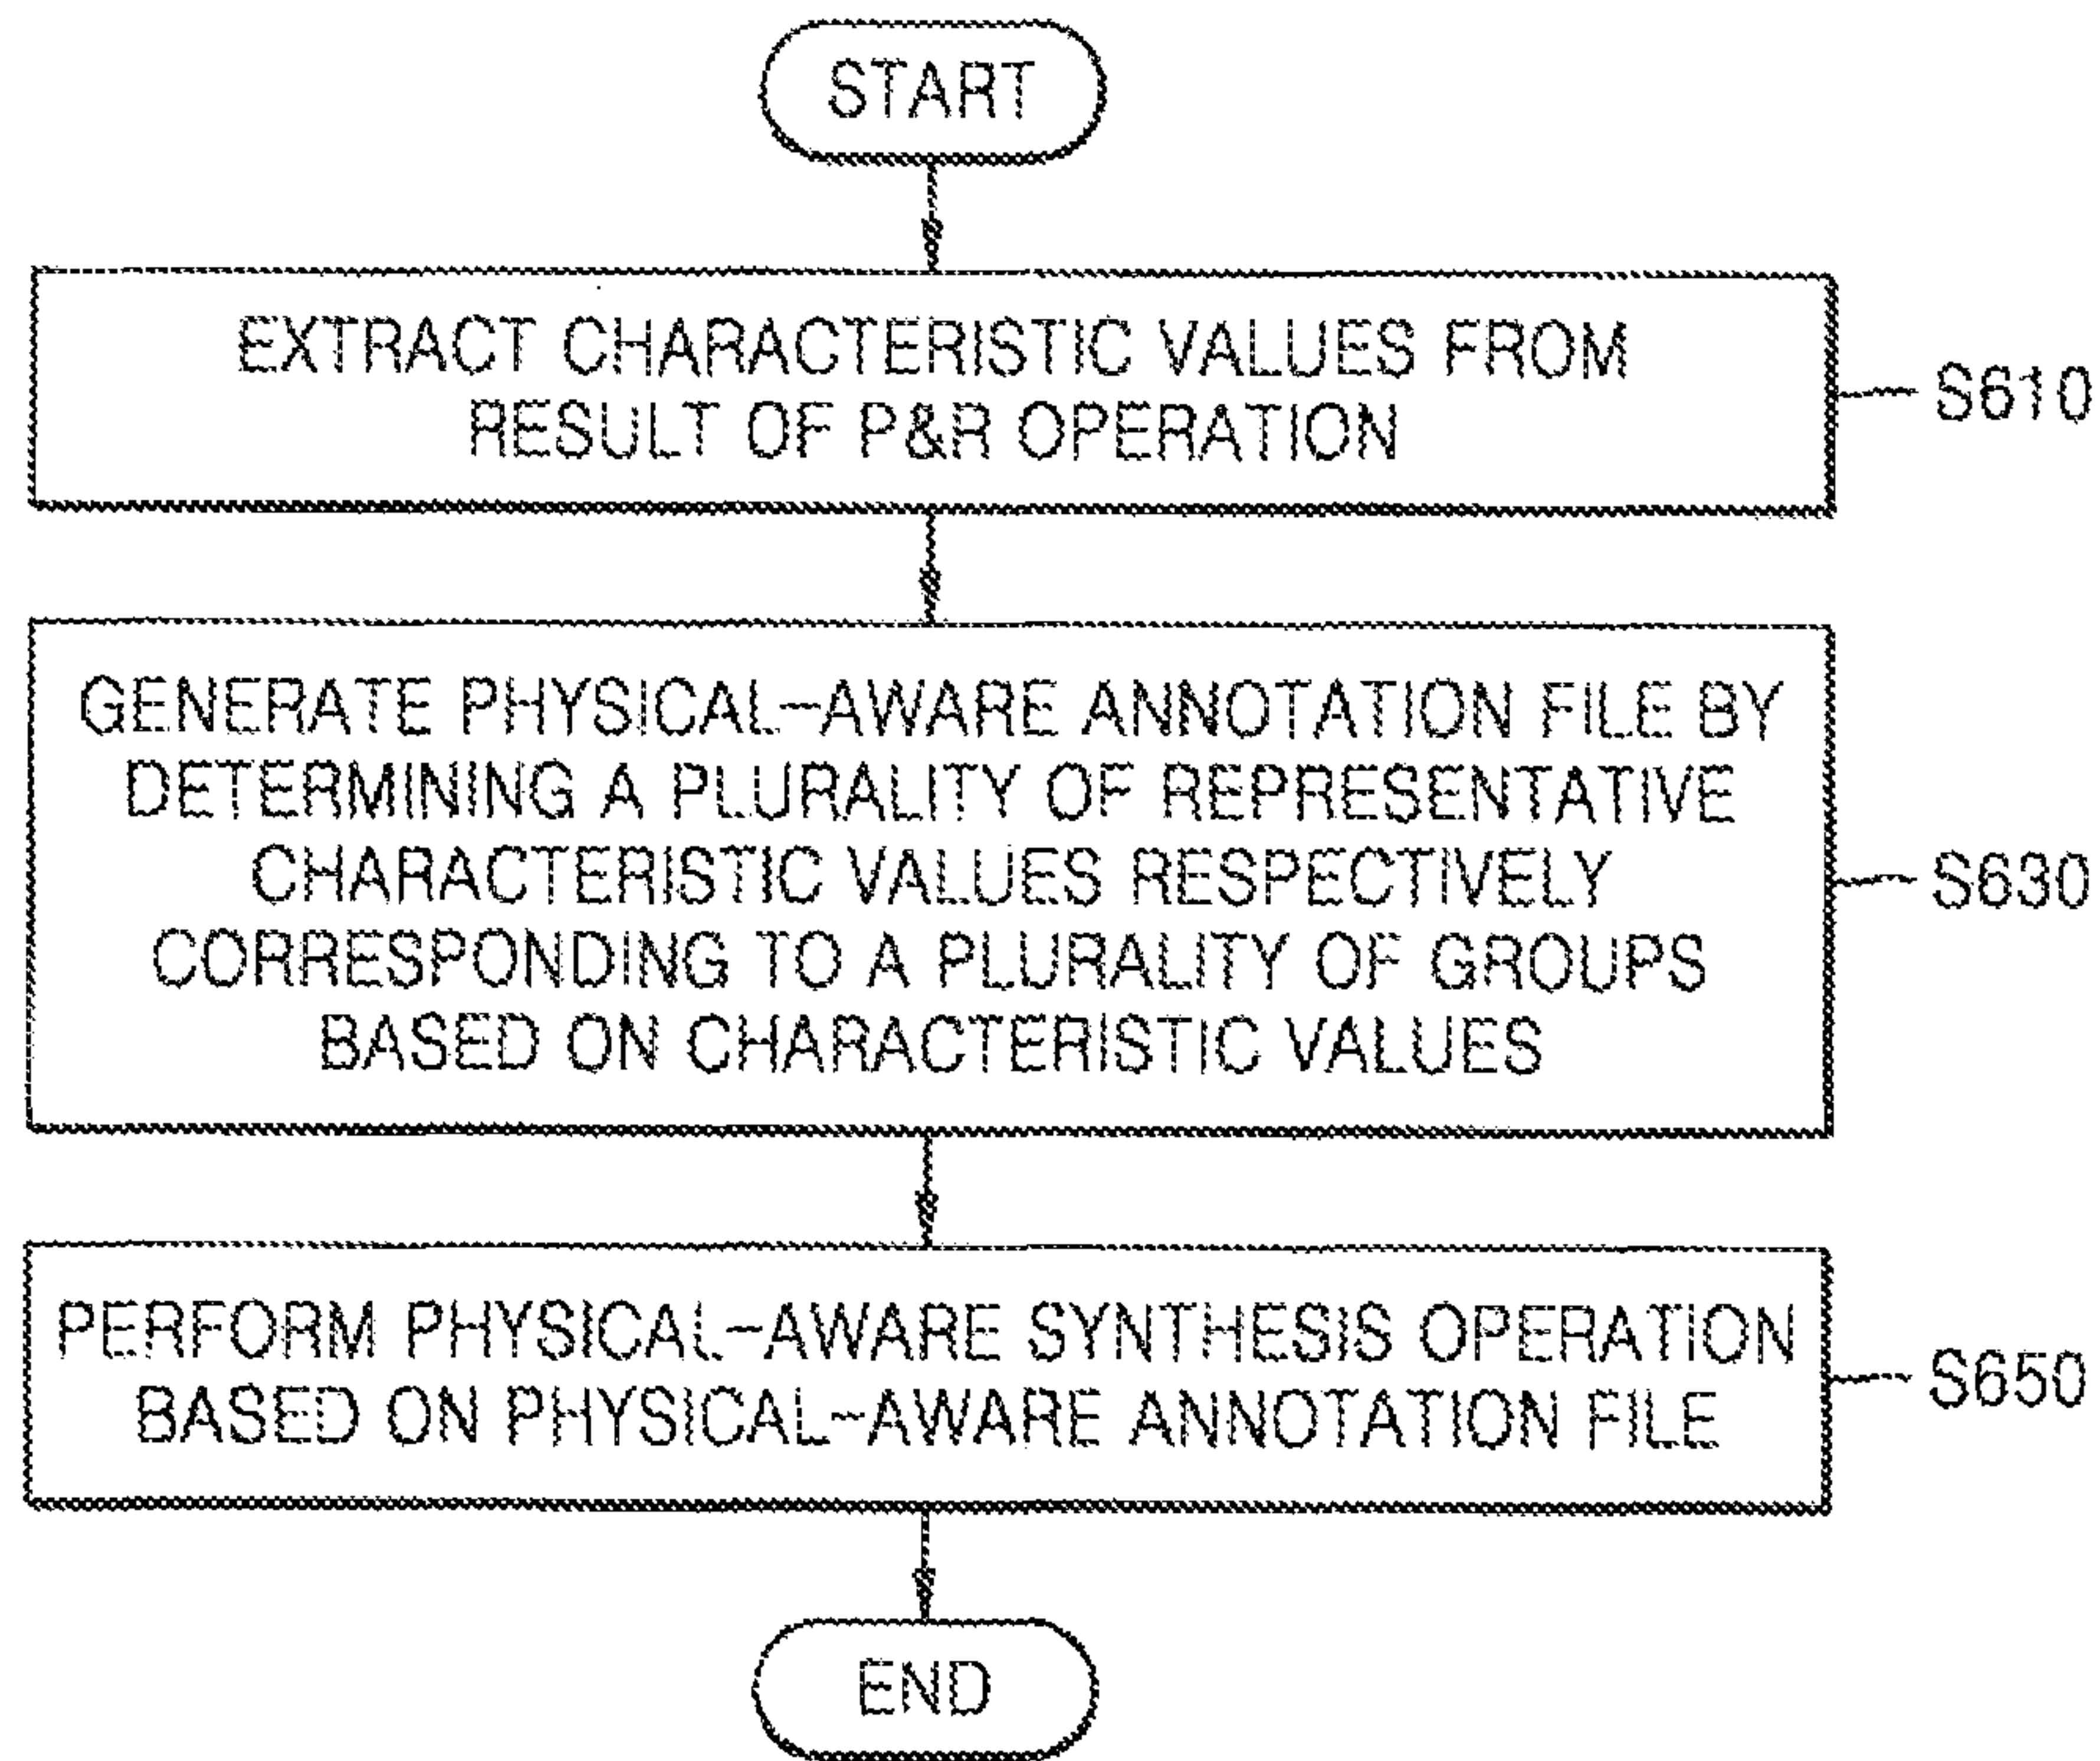 START
EXTRACT CHARACTERISTIC VALUES FROM
RESULT OF P&R OPERATION
S610
GENERATE PHYSICAL-AWARE ANNOTATION FILE BY
DETERMINING A PLURALITY OF REPRESENTATIVE
CHARACTERISTIC VALUES RESPECTIVELY
CORRESPONDING TO A PLURALITY OF GROUPS
BASED ON CHARACTERISTIC VALUES
S630
PERFORM PHYSICAL-AWARE SYNTHESIS OPERATION
BASED ON PHYSICAL-AWARE ANNOTATION FILE
S650
END